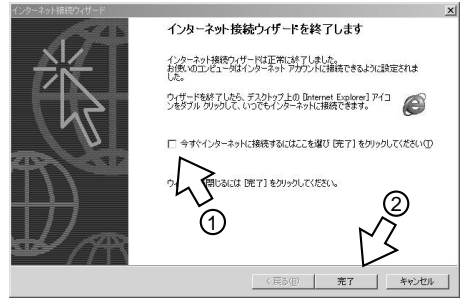 インターネット接続ウィザード
インターネット接続ウィザードを終了します
インターネット接続ウィザードは正常に終了しました。
お使いのコンピュータはインターネット アカウントに接続できるように設定されま
した。
ウィザードを終了したら、デスクトップ上の [Internet Explorer] アイコ
ンをダブル クリックして、いつでもインターネットに接続できます。
今すぐインターネットに接続するにはここを選び [完了] をクリックしてください(I)
ウ 閉じるには [完了] をクリックしてください。
①
②
< 戻る(B)
完了
キャンセル